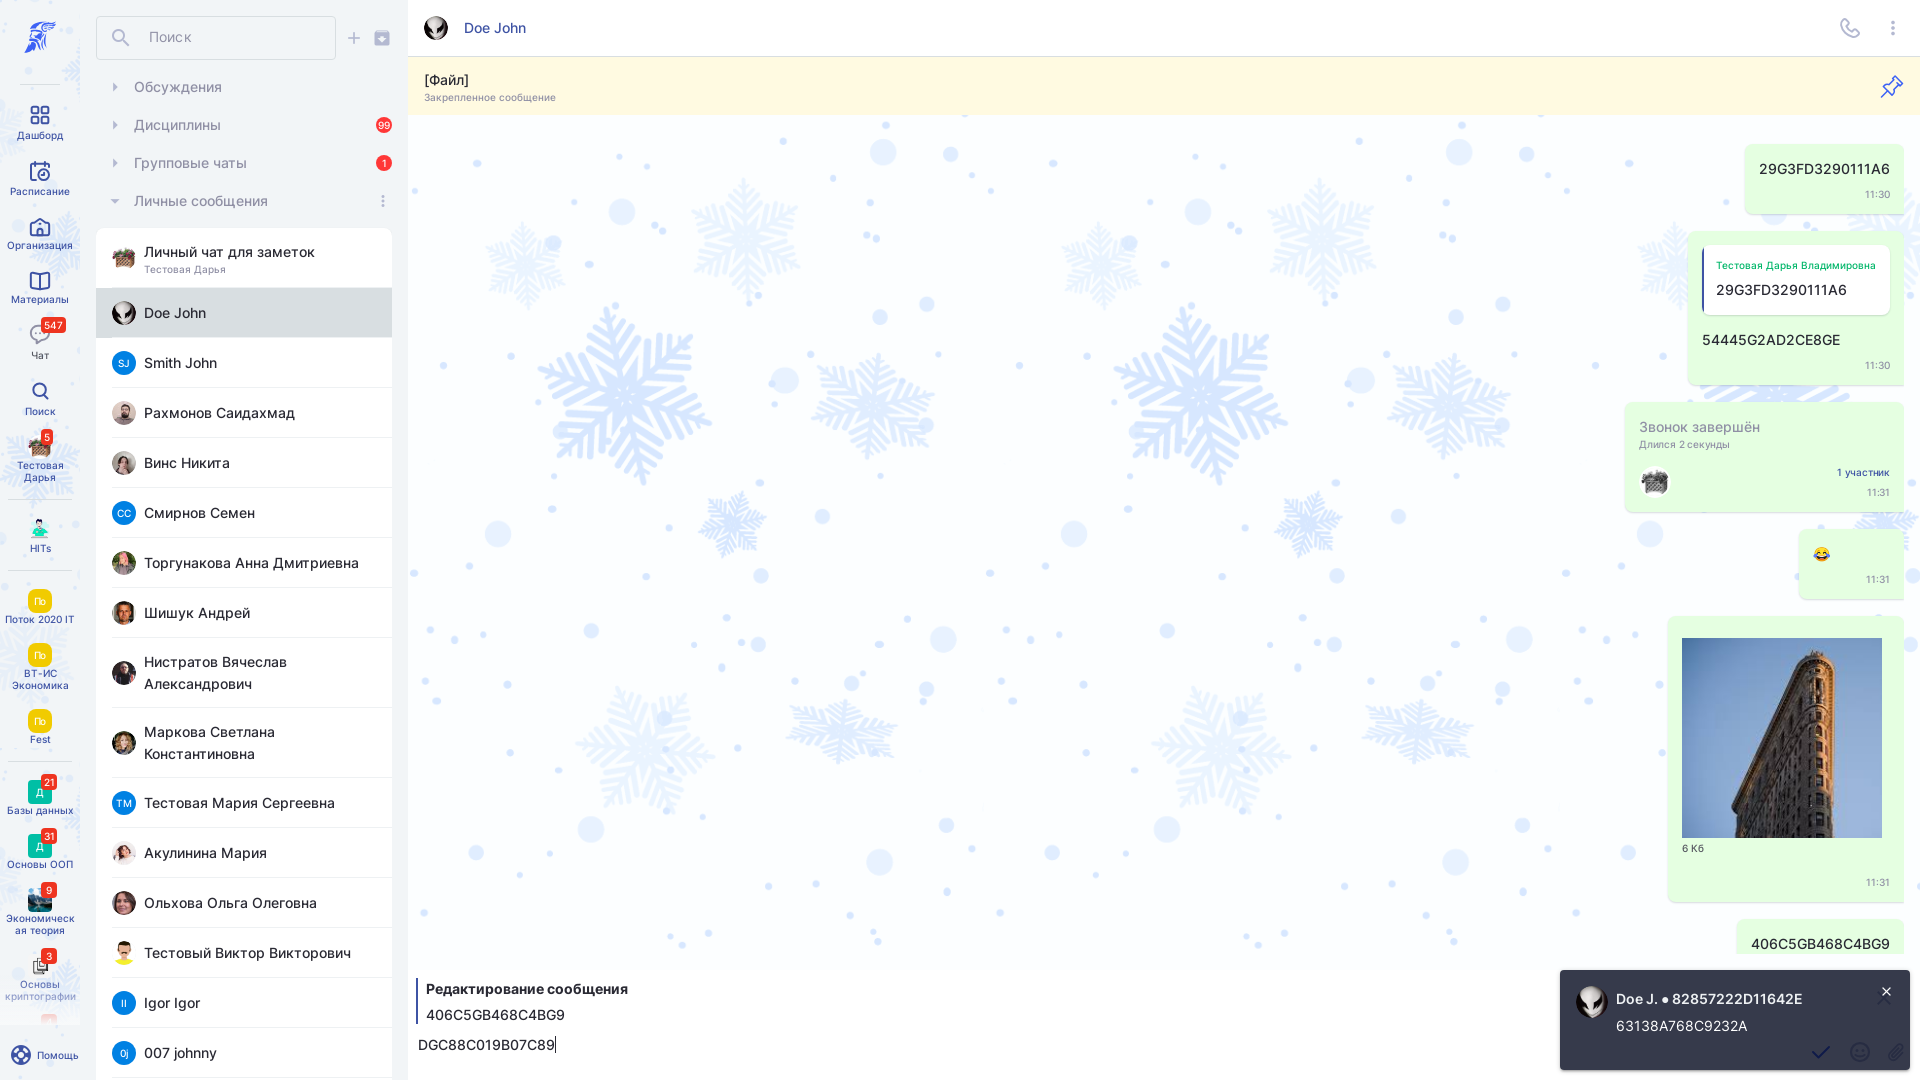 Дашборд
Расписание
Организация
Материалы
547
Чат
Поиск
5
Тестовая
Дарья
HITs
По
Поток 2020 IT
По
ВТ-ИС
Экономика
По
Fest
21
Д
Базы данных
31
Д
Основы ООП
9
Экономическ
ая теория
3
Основы
криптографии
Помощь
Поиск
Обсуждения
Дисциплины
99
Групповые чаты
1
Личные сообщения
Личный чат для заметок
Тестовая Дарья
Doe John
SJ
Smith John
Рахмонов Саидахмад
Винс Никита
СС
Смирнов Семен
Торгунакова Анна Дмитриевна
Шишук Андрей
Нистратов Вячеслав
Александрович
Маркова Светлана
Константиновна
ТМ
Тестовая Мария Сергеевна
Акулинина Мария
Ольхова Ольга Олеговна
Тестовый Виктор Викторович
II
Igor Igor
0j
007 johnny
Doe John
[Файл]
Закрепленное сообщение
29G3FD3290111A6
11:30
Тестовая Дарья Владимировна
29G3FD3290111A6
54445G2AD2CE8GE
11:30
Звонок завершён
Длился 2 секунды
1 участник
11:31
😂
11:31
6 Кб
11:31
406C5GB468C4BG9
Редактирование сообщения
406C5GB468C4BG9
DGC88C019B07C89
Doe J. ● 82857222D11642E
63138A768C9232A